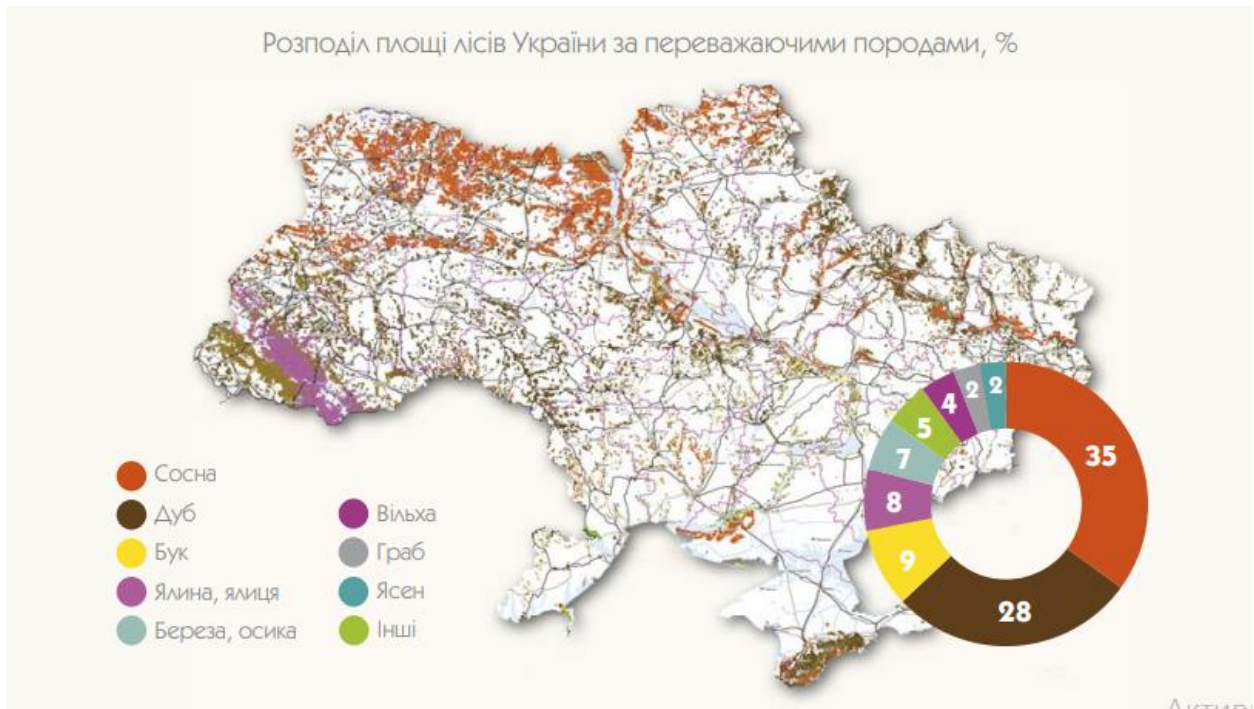 Розподіл площі лісів України за переважаючими породами, %
Сосна
Дуб
Бук
Ялина, ялиця
Береза, осика
Вільха
Граб
Ясен
Інші
35
28
9
8
7
5
4
2
2